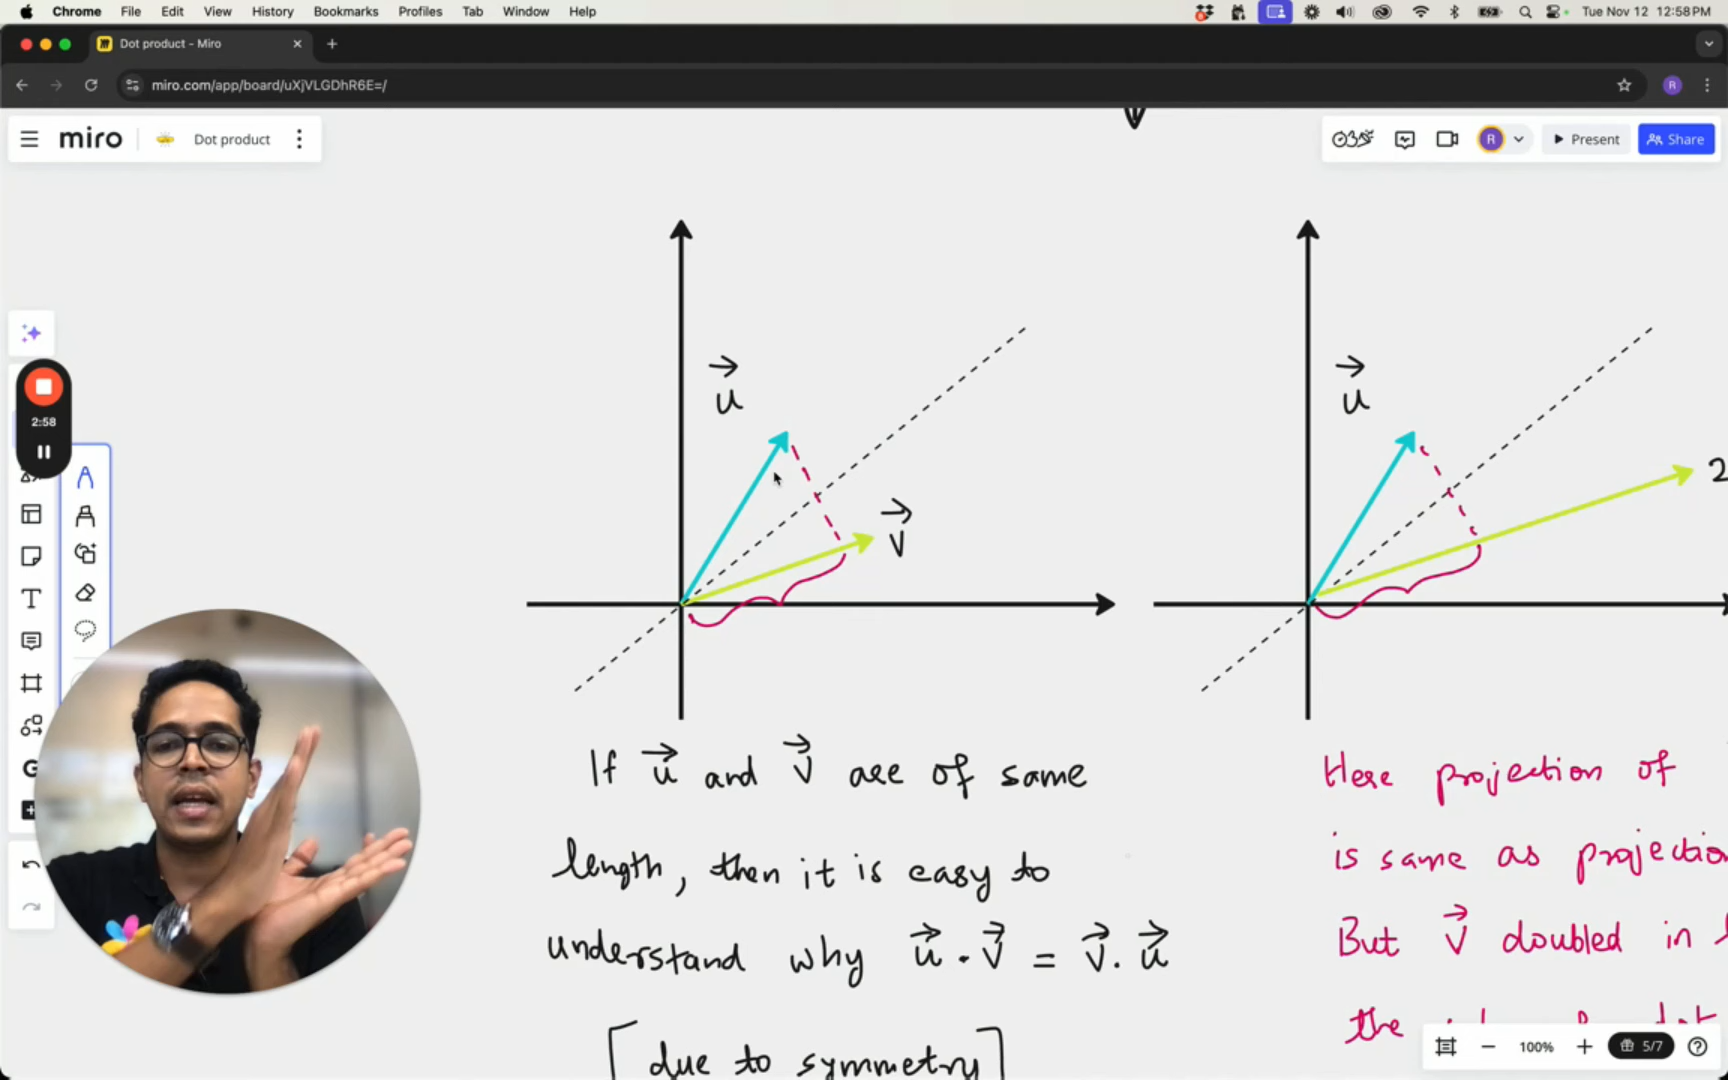 Chrome File Edit View History Bookmarks Profiles Tab Window Help Tue Nov 12 12:58 PM
Dot product - Miro
miro.com/app/board/uXjVLGDhR6E=/ R
miro Dot product R Present Share
u u
2:58
2
v
T
If u and v are of same
length, then it is easy to
understand why u . v = v . u
[due to symmetry]
G
Here projection of
is same as projectio
But v doubled in
the
100% 5/7